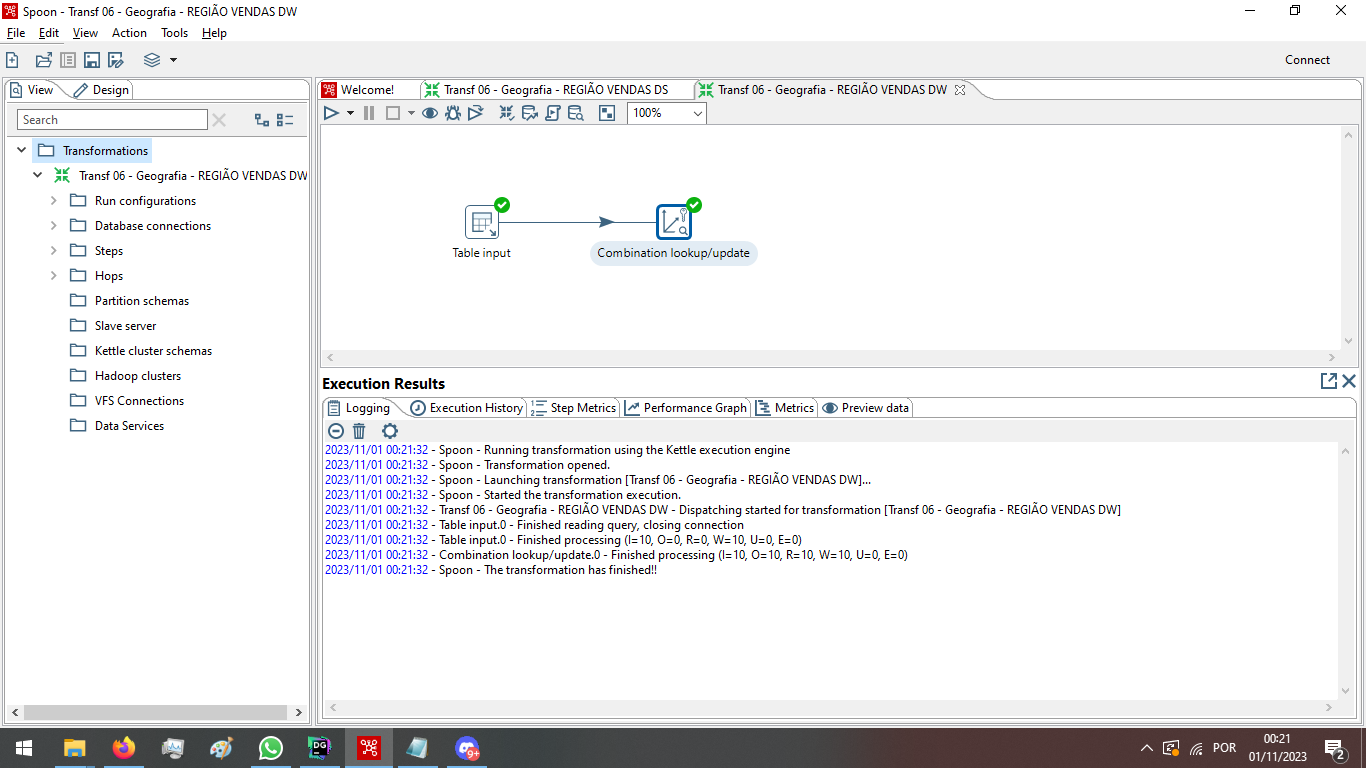 Spoon - Transf 06 - Geografia - REGIÃO VENDAS DW
File Edit View Action Tools Help
Connect
View Design
Welcome! Transf 06 - Geografia - REGIÃO VENDAS DS Transf 06 - Geografia - REGIÃO VENDAS DW
Search
100%
Transformations
Transf 06 - Geografia - REGIÃO VENDAS DW
Run configurations
Database connections
Steps
Hops
Partition schemas
Slave server
Kettle cluster schemas
Hadoop clusters
VFS Connections
Data Services
Table input Combination lookup/update
Execution Results
Logging Execution History Step Metrics Performance Graph Metrics Preview data
2023/11/01 00:21:32 - Spoon - Running transformation using the Kettle execution engine
2023/11/01 00:21:32 - Spoon - Transformation opened.
2023/11/01 00:21:32 - Spoon - Launching transformation [Transf 06 - Geografia - REGIÃO VENDAS DW]...
2023/11/01 00:21:32 - Spoon - Started the transformation execution.
2023/11/01 00:21:32 - Transf 06 - Geografia - REGIÃO VENDAS DW - Dispatching started for transformation [Transf 06 - Geografia - REGIÃO VENDAS DW]
2023/11/01 00:21:32 - Table input.0 - Finished reading query, closing connection
2023/11/01 00:21:32 - Table input.0 - Finished processing (I=10, O=0, R=0, W=10, U=0, E=0)
2023/11/01 00:21:32 - Combination lookup/update.0 - Finished processing (I=10, O=10, R=10, W=10, U=0, E=0)
2023/11/01 00:21:32 - Spoon - The transformation has finished!!
DG
9+
POR
00:21
01/11/2023
2